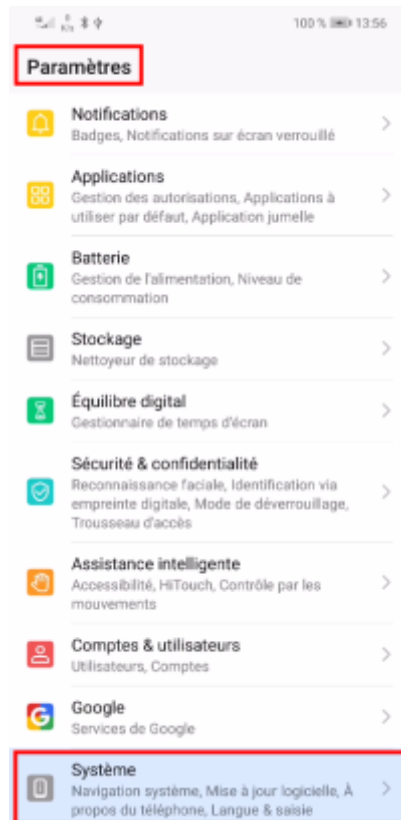 100 % 13:56
Paramètres
Notifications
Badges, Notifications sur écran verrouillé
Applications
Gestion des autorisations, Applications à
utiliser par défaut, Application jumelle
Batterie
Gestion de l'alimentation, Niveau de
consommation
Stockage
Nettoyeur de stockage
Équilibre digital
Gestionnaire de temps d'écran
Sécurité & confidentialité
Reconnaissance faciale, Identification via
empreinte digitale, Mode de déverrouillage,
Trousseau d'accès
Assistance intelligente
Accessibilité, HiTouch, Contrôle par les
mouvements
Comptes & utilisateurs
Utilisateurs, Comptes
Google
Services de Google
Système
Navigation système, Mise à jour logicielle, À
propos du téléphone, Langue & saisie